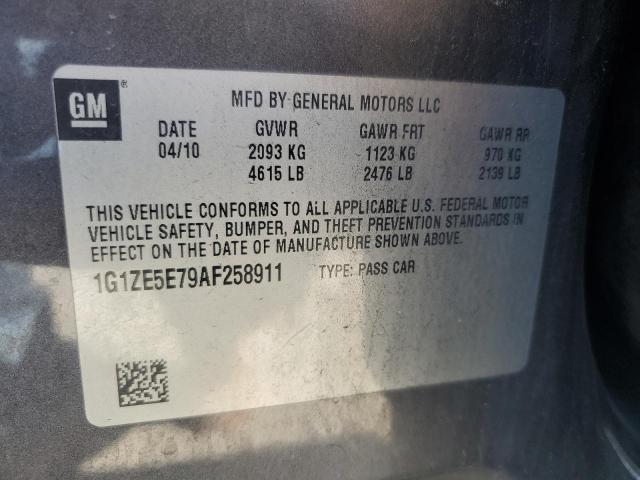 GM ®
MFD BY GENERAL MOTORS LLC
DATE GVWR GAWR FRT GAWR RR
04/10 2093 KG 1123 KG 970 KG
4615 LB 2476 LB 2139 LB
THIS VEHICLE CONFORMS TO ALL APPLICABLE U.S. FEDERAL MOTOR
VEHICLE SAFETY, BUMPER, AND THEFT PREVENTION STANDARDS IN
EFFECT ON THE DATE OF MANUFACTURE SHOWN ABOVE.
1G1ZE5E79AF258911 TYPE: PASS CAR